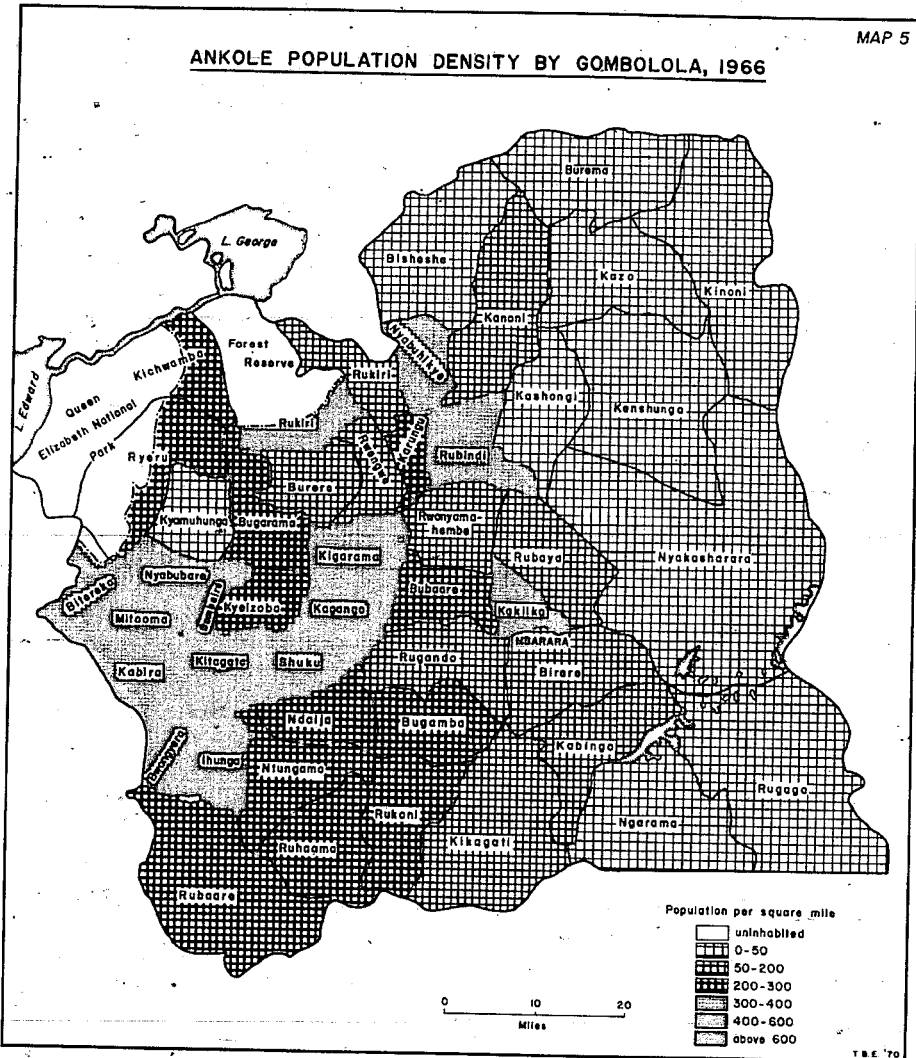 MAP 5
ANKOLE POPULATION DENSITY BY GOMBOLOLA, 1966
Burema
L. George
Bishesha
Kazo
Kinoni
Kanoni
Nyabuhikye
Kichwamba
Forest
Reserve
Rukiri
L. Edward
Queen
Elizabeth National
Park
Kashongi
Kenshunga
Rukiri
Rwengwe
Karungu
Rubindi
Ryeru
Burere
Kyamuhunga
Bugarama
Rwanyama-
hembe
Rubaya
Nyakasharara
Kigarama
Bitereko
Nyabubare
Bubaare
Kakiika
Mitooma
Kyeizoba
Kagango
MBARARA
Kabira
Kitagata
Shuku
Rugando
Birere
Ndaija
Bugamba
Kabingo
Ihunga
Ntungamo
Rugaga
Rukoni
Ngarama
Kikagati
Ruhaama
Rubaare
Population per square mile
uninhabited
0-50
50-200
200-300
300-400
400-600
above 600
0 10 20
Miles
T.B.E. '70